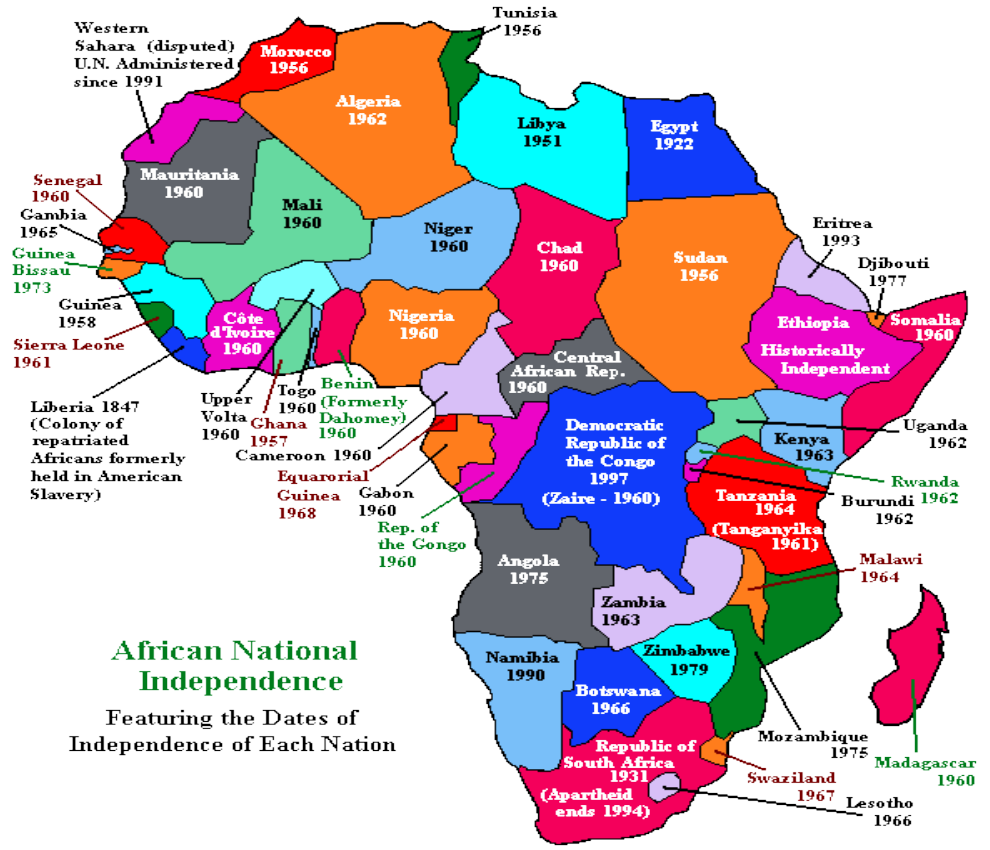 Tunisia
1956
Western
Sahara (disputed)
U.N. Administered
since 1991
Morocco
1956
Algeria
1962
Libya
1951
Egypt
1922
Mauritania
1960
Senegal
1960
Gambia
1965
Guinea
Bissau
1973
Guinea
1958
Sierra Leone
1961
Mali
1960
Niger
1960
Chad
1960
Sudan
1956
Eritrea
1993
Djibouti
1977
Somalia
1960
Ethiopia
Historically
Independent
Côte
d'Ivoire
1960
Nigeria
1960
Central
African Rep.
1960
Liberia 1847
(Colony of
repatriated
Africans formerly
held in American
Slavery)
Upper
Volta
1960
Ghana
1957
Togo
1960
Benin
(Formerly
Dahomey)
1960
Cameroon 1960
Equarorial
Guinea
1968
Gabon
1960
Rep. of
the Gongo
1960
Democratic
Republic of
the Congo
1997
(Zaire - 1960)
Uganda
1962
Kenya
1963
Rwanda
1962
Burundi
1962
Tanzania
1964
(Tanganyika
1961)
Malawi
1964
Angola
1975
Zambia
1963
Zimbabwe
1979
Namibia
1990
Botswana
1966
Mozambique
1975
Madagascar
1960
Republic of
South Africa
1931
(Apartheid
ends 1994)
Swaziland
1967
Lesotho
1966
African National
Independence
Featuring the Dates of
Independence of Each Nation